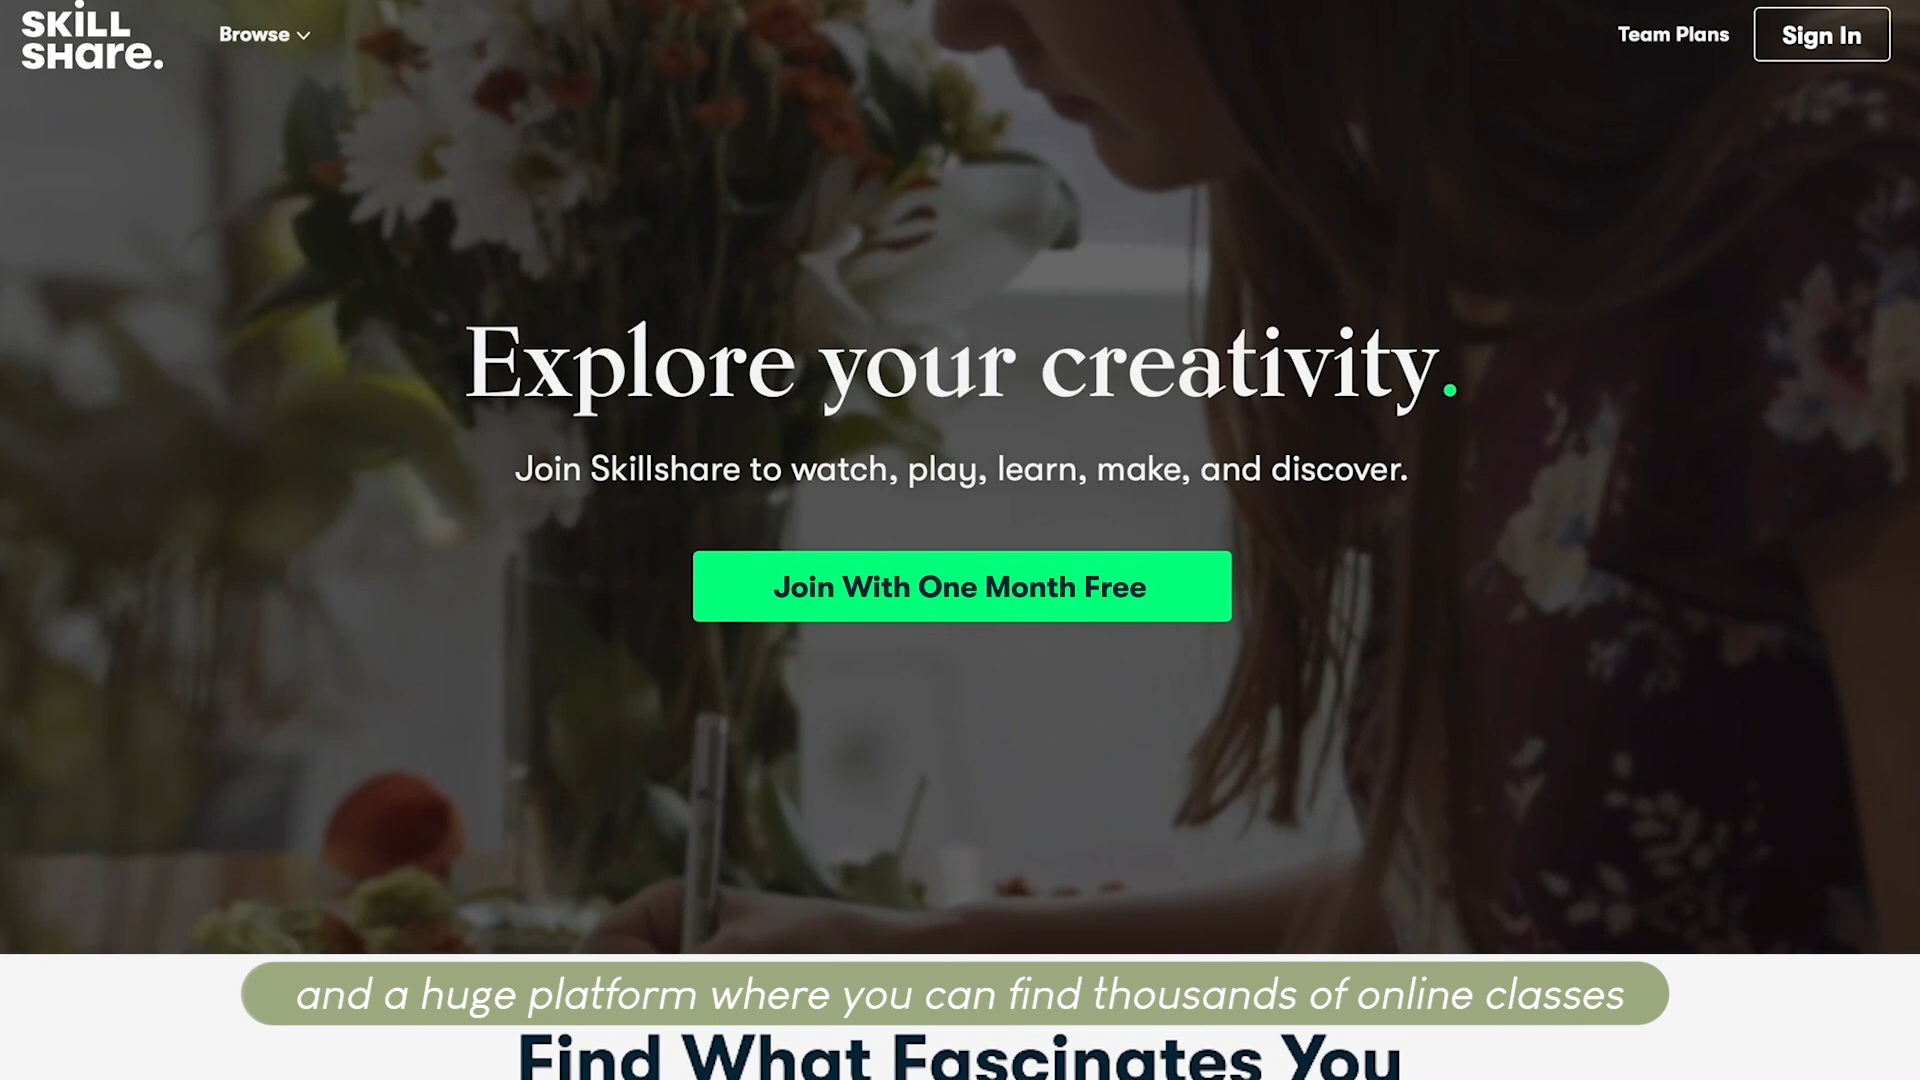 SKILL
SHare.
Browse
Team Plans
Sign In
Explore your creativity.
Join Skillshare to watch, play, learn, make, and discover.
Join With One Month Free
and a huge platform where you can find thousands of online classes
Find What Fascinates You